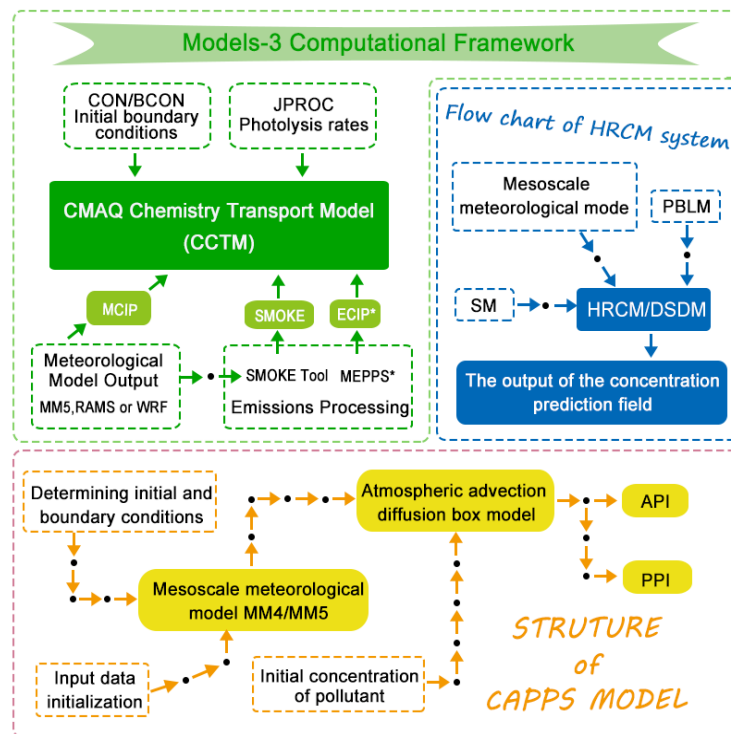 Models-3 Computational Framework
CON/BCON
Initial boundary
conditions
JPROC
Photolysis rates
CMAQ Chemistry Transport Model
(CCTM)
MCIP
SMOKE
ECIP*
Meteorological
Model Output
MM5,RAMS or WRF
SMOKE Tool
MEPPS*
Emissions Processing
Flow chart of HRCM system
Mesoscale
meteorological mode
PBLM
SM
HRCM/DSDM
The output of the concentration
prediction field
Determining initial and
boundary conditions
Atmospheric advection
diffusion box model
API
Mesoscale meteorological
model MM4/MM5
PPI
Input data
initialization
Initial concentration
of pollutant
STRUTURE
of
CAPPS MODEL